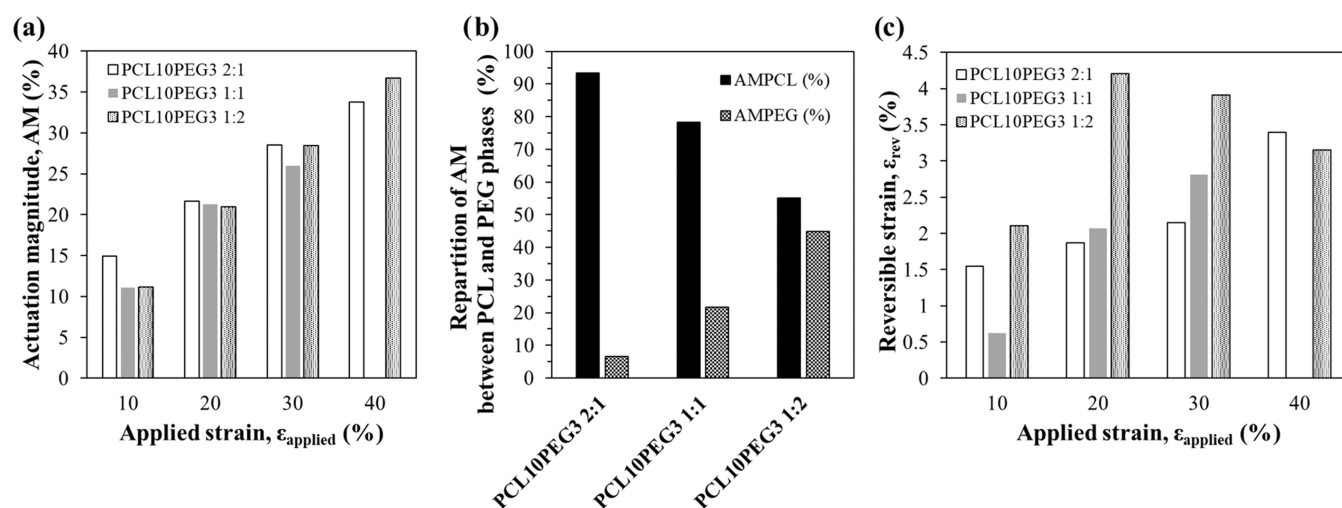 (a)
Actuation magnitude, AM (%)
40
35
30
25
20
15
10
5
0
PCL10PEG3 2:1
PCL10PEG3 1:1
PCL10PEG3 1:2
10 20 30 40
Applied strain, εapplied (%)
(b)
Repartition of AM
between PCL and PEG phases (%)
100
90
80
70
60
50
40
30
20
10
0
AMPCL (%)
AMPEG (%)
PCL10PEG3 2:1
PCL10PEG3 1:1
PCL10PEG3 1:2
(c)
Reversible strain, εrev (%)
4.5
4
3.5
3
2.5
2
1.5
1
0.5
0
PCL10PEG3 2:1
PCL10PEG3 1:1
PCL10PEG3 1:2
10 20 30 40
Applied strain, εapplied (%)